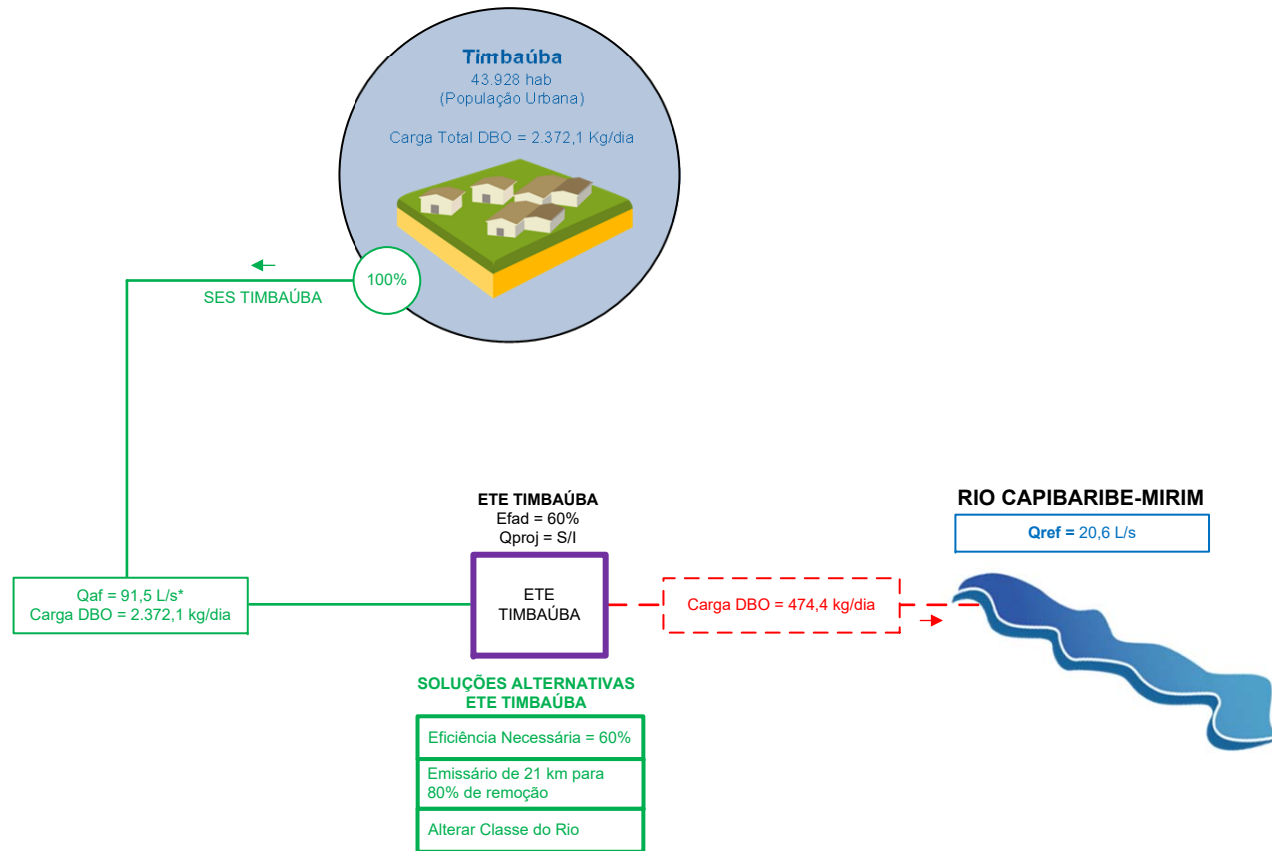 Timbaúba
43.928 hab
(População Urbana)
Carga Total DBO = 2.372,1 Kg/dia
100%
SES TIMBAÚBA
ETE TIMBAÚBA
Efad = 60%
Qproj = S/I
RIO CAPIBARIBE-MIRIM
Qref = 20,6 L/s
Qaf = 91,5 L/s*
Carga DBO = 2.372,1 kg/dia
ETE
TIMBAÚBA
Carga DBO = 474,4 kg/dia
SOLUÇÕES ALTERNATIVAS
ETE TIMBAÚBA
Eficiência Necessária = 60%
Emissário de 21 km para
80% de remoção
Alterar Classe do Rio